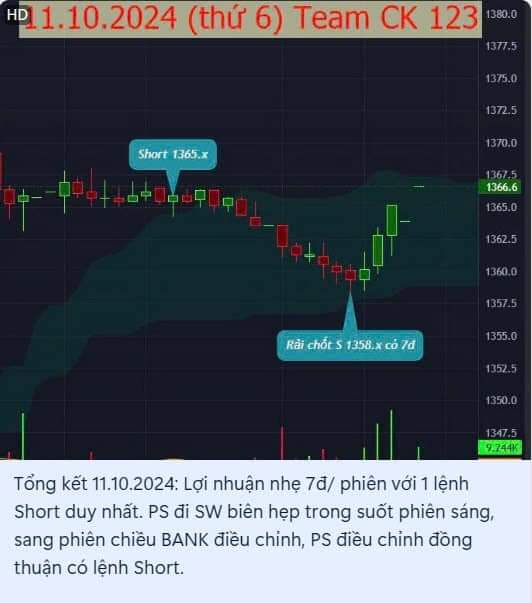 HD
11.10.2024 (thứ 6) Team CK 123
1380.0
1377.5
1375.0
1372.5
1370.0
Short 1365.x
1367.5
1366.6
1365.0
1362.5
1360.0
1357.5
Rải chốt S 1358.x có 7d
1355.0
1352.5
1350.0
1347.5
9.744K
Tổng kết 11.10.2024: Lợi nhuận nhẹ 7đ/ phiên với 1 lệnh
Short duy nhất. PS đi SW biên hẹp trong suốt phiên sáng,
sang phiên chiều BANK điều chỉnh, PS điều chỉnh đồng
thuận có lệnh Short.